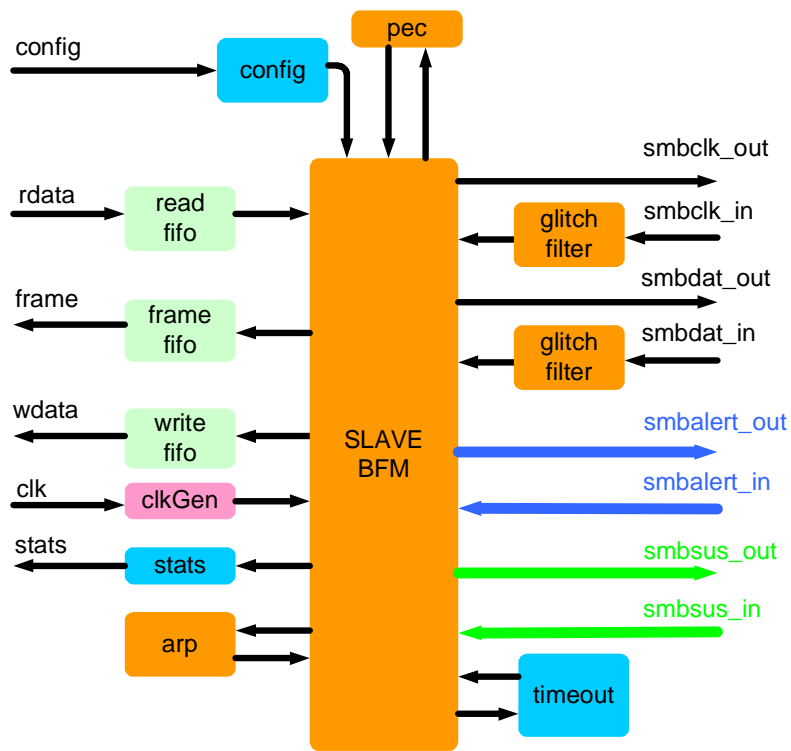 pec
config
config
smbclk_out
rdata
read
fifo
glitch
filter
smbclk_in
smbdat_out
frame
frame
fifo
glitch
filter
smbdat_in
wdata
write
fifo
SLAVE
BFM
smbalert_out
clk
clkGen
smbalert_in
stats
stats
smbsus_out
arp
smbsus_in
timeout